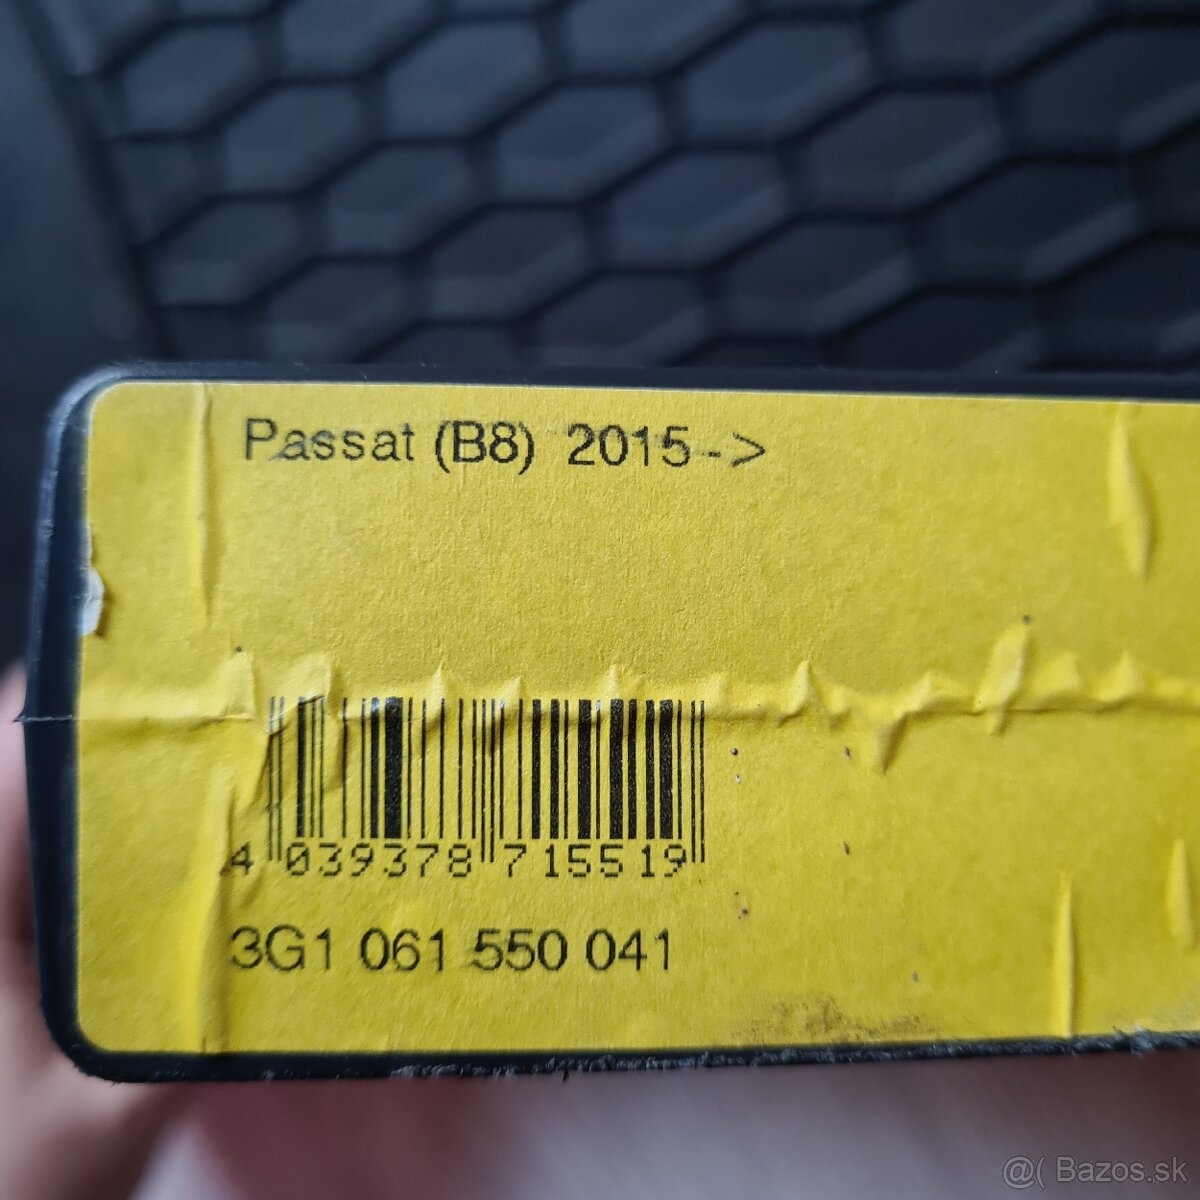 Passat (B8) 2015->
4 039378 715519
3G1 061 550 041
@( Bazos.sk